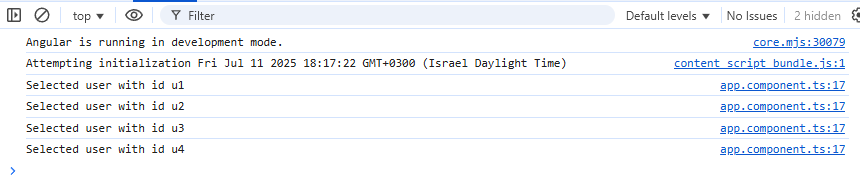 top ▼ Filter Default levels ▼ No Issues 2 hidden
Angular is running in development mode. core.mjs:30079
Attempting initialization Fri Jul 11 2025 18:17:22 GMT+0300 (Israel Daylight Time) content script bundle.js:1
Selected user with id u1 app.component.ts:17
Selected user with id u2 app.component.ts:17
Selected user with id u3 app.component.ts:17
Selected user with id u4 app.component.ts:17